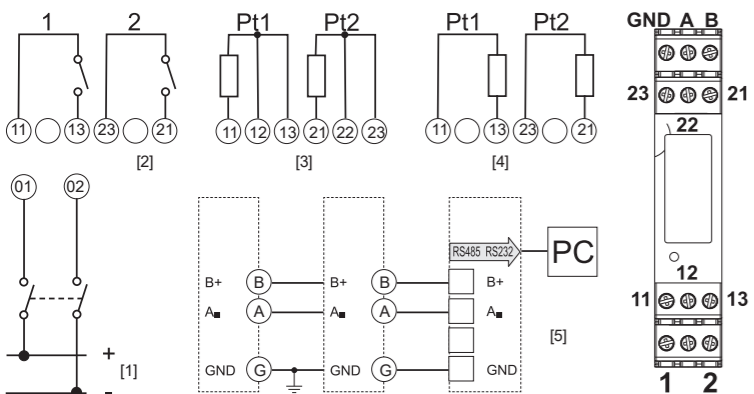 1 2
11 13 23 21
[2]
Pt1 Pt2
11 12 13 21 22 23
[3]
Pt1 Pt2
11 13 23 21
[4]
GND A B
23 21
22
12
11 13
1 2
01 02
+
-
[1]
RS485 RS232
PC
B+ B B B+
A■ A A A■
GND G GND G GND
[5]